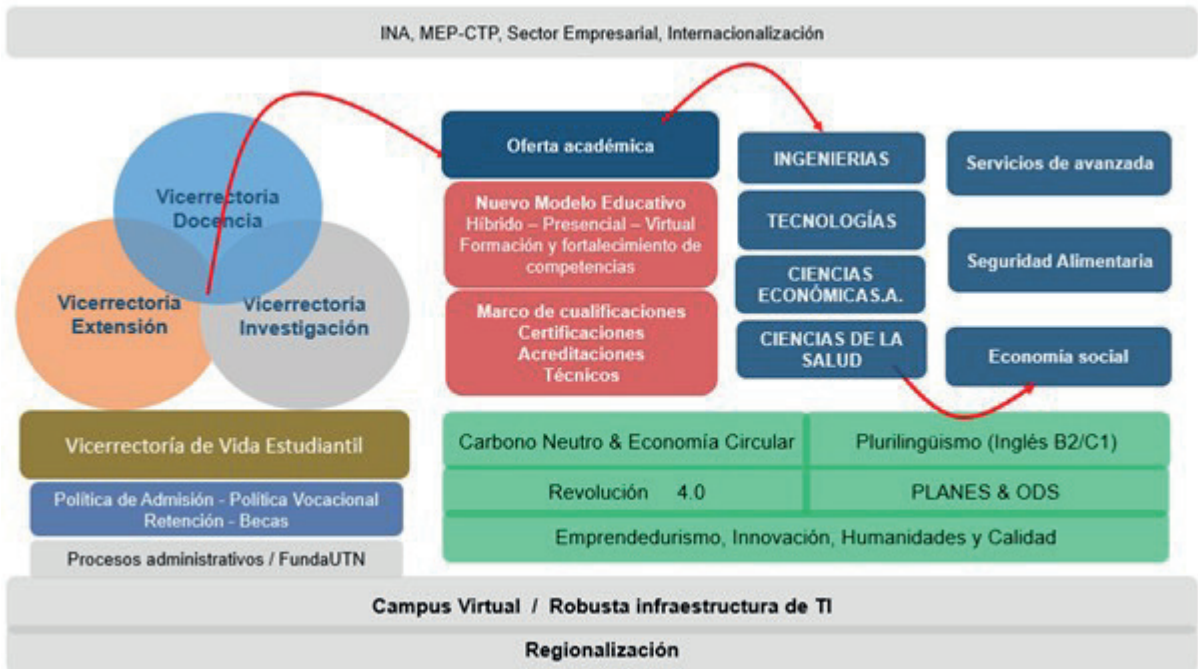 INA, MEP-CTP, Sector Empresarial, Internacionalización
Vicerrectoria
Docencia
Vicerrectoría
Extensión
Vicerrectoría
Investigación
Vicerrectoría de Vida Estudiantil
Política de Admisión - Política Vocacional
Retención - Becas
Procesos administrativos / FundaUTN
Oferta académica
Nuevo Modelo Educativo
Híbrido – Presencial – Virtual
Formación y fortalecimiento de
competencias
Marco de cualificaciones
Certificaciones
Acreditaciones
Técnicos
INGENIERIAS
TECNOLOGÍAS
CIENCIAS
ECONÓMICAS.A.
CIENCIAS DE LA
SALUD
Servicios de avanzada
Seguridad Alimentaria
Economía social
Carbono Neutro & Economía Circular
Plurilingüismo (Inglés B2/C1)
Revolución 4.0
PLANES & ODS
Emprendedurismo, Innovación, Humanidades y Calidad
Campus Virtual / Robusta infraestructura de TI
Regionalización